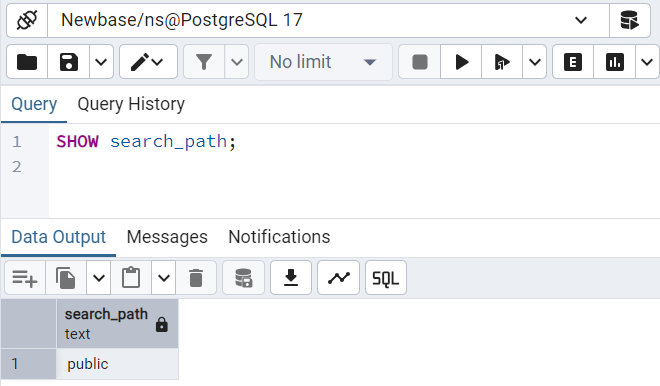 Newbase/ns@PostgreSQL 17
No limit
E
Query Query History
1 SHOW search_path;
2
Data Output Messages Notifications
SQL
search_path
text
1 public